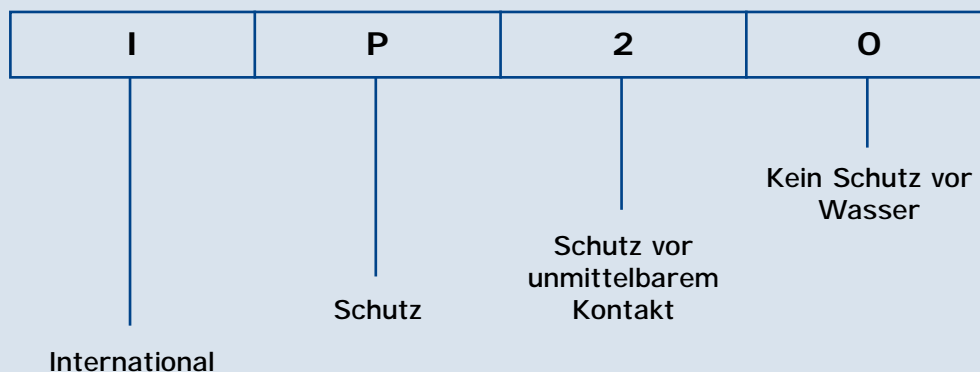 I P 2 0
Kein Schutz vor
Wasser
Schutz vor
unmittelbarem
Kontakt
Schutz
International